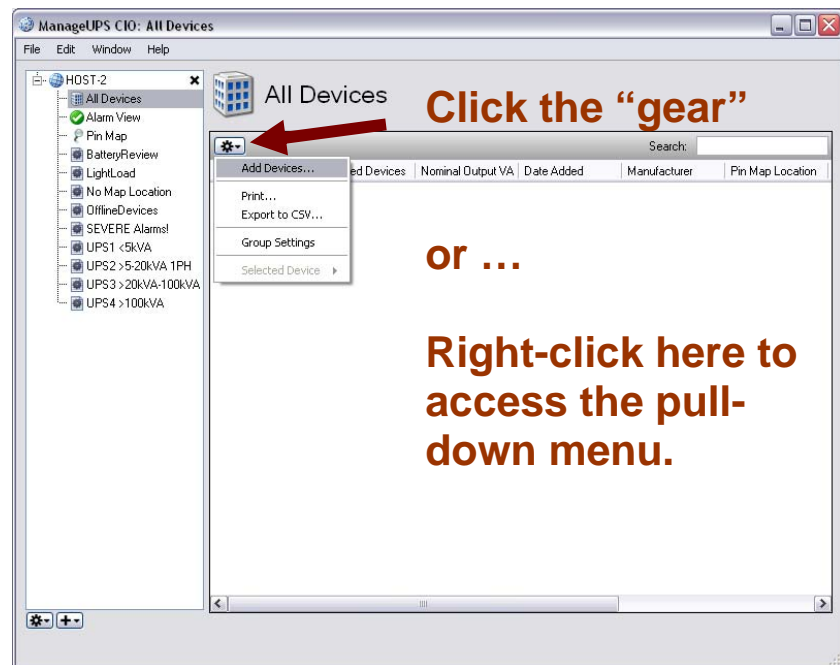 ManageUPS CIO: All Devices
File Edit Window Help
HOST-2
All Devices
Alarm View
Pin Map
BatteryReview
LightLoad
No Map Location
OfflineDevices
SEVERE Alarms!
UPS1 <5kVA
UPS2 >5-20kVA 1PH
UPS3 >20kVA-100kVA
UPS4 >100kVA
All Devices
Click the “gear”
Search:
ed Devices Nominal Output VA Date Added Manufacturer Pin Map Location
Add Devices...
Print...
Export to CSV...
Group Settings
Selected Device
or …
Right-click here to
access the pull-
down menu.